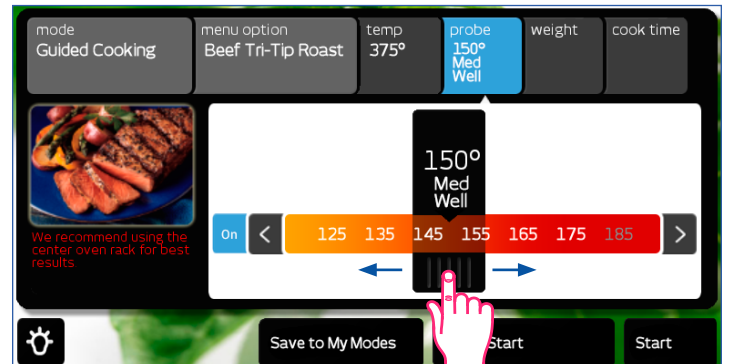 mode
Guided Cooking
menu option
Beef Tri-Tip Roast
temp
375°
probe
150°
Med
Well
weight
cook time
150°
Med
Well
On
125 135 145 155 165 175 185
We recommend using the
center oven rack for best
results
Save to My Modes
Start
Start